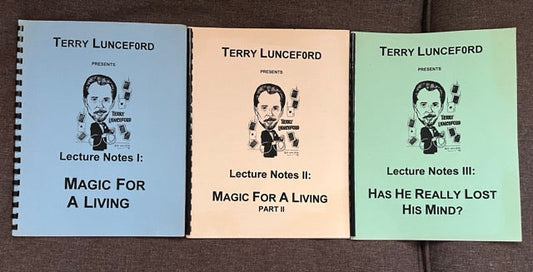 TERRY LUNCEFORD
PRESENTS
TERRY
LUNCEFORD
Lecture Notes I:
MAGIC FOR
A LIVING
TERRY LUNCEFORD
PRESENTS
TERRY
LUNCEFORD
Lecture Notes II:
MAGIC FOR A LIVING
PART II
TERRY LUNCEFORD
PRESENTS
TERRY
LUNCEFORD
Lecture Notes III:
HAS HE REALLY LOST
HIS MIND?